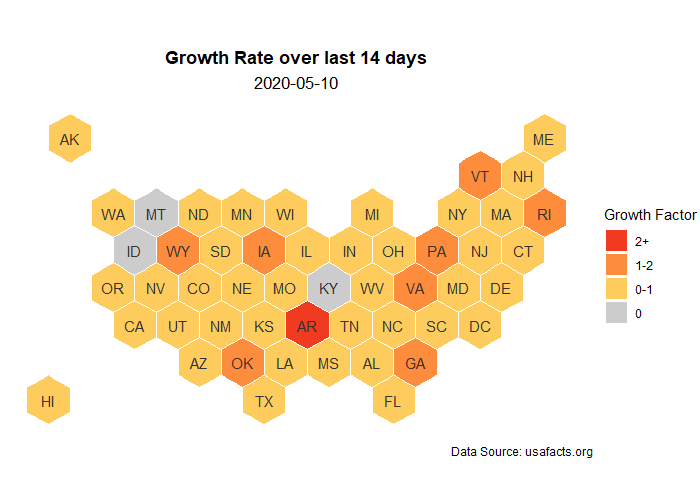 Growth Rate over last 14 days
2020-05-10
AK
ME
VT NH
WA MT ND MN WI MI NY MA RI
ID WY SD IA IL IN OH PA NJ CT
OR NV CO NE MO KY WV VA MD DE
CA UT NM KS AR TN NC SC DC
AZ OK LA MS AL GA
HI TX FL
Growth Factor
2+
1-2
0-1
0
Data Source: usafacts.org